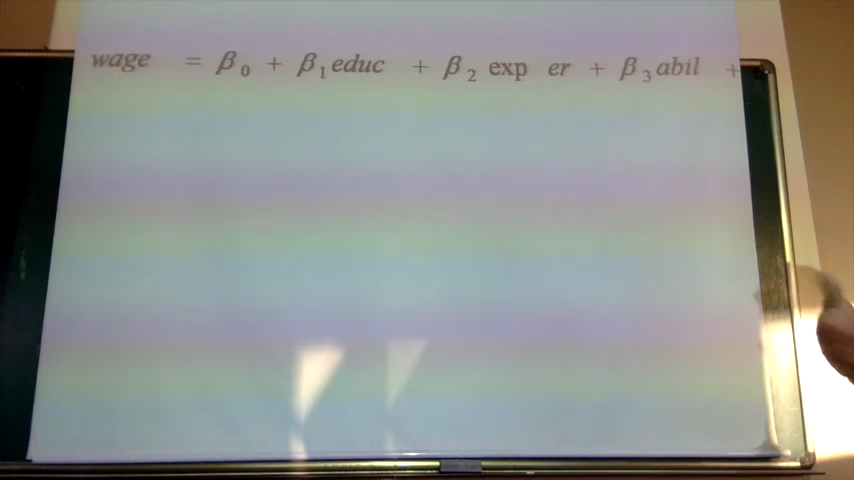 wage = β₀ + β₁educ + β₂ exp er + β₃abil +